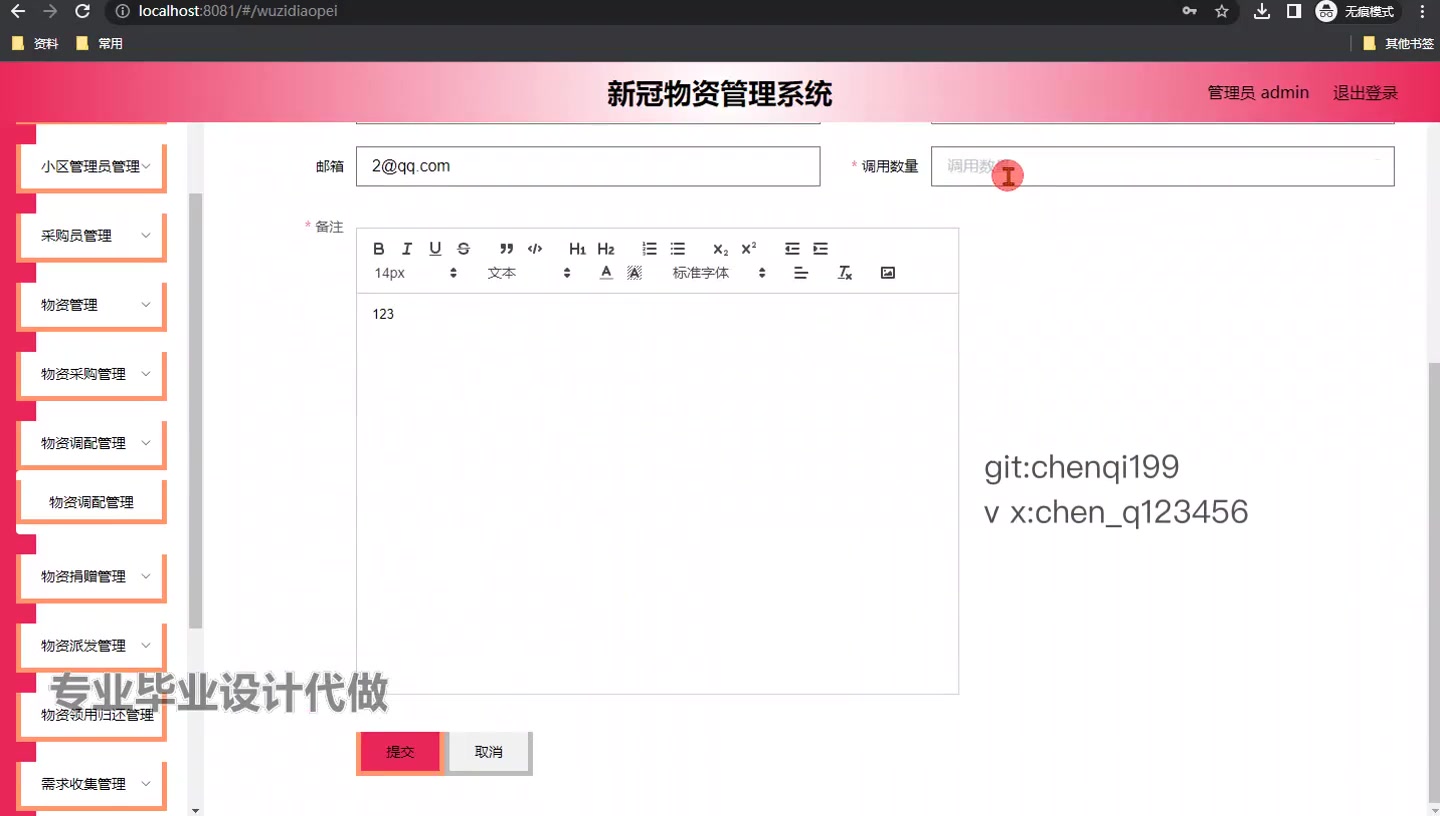 localhost:8081/#/wuzidiaopei
无痕模式
资料
常用
其他书签
新冠物资管理系统
管理员 admin
退出登录
小区管理员管理
采购员管理
物资管理
物资采购管理
物资调配管理
物资调配管理
物资捐赠管理
物资派发管理
物资领用归还管理
需求收集管理
邮箱
2@qq.com
* 调用数量
调用数
* 备注
B I U S H1 H2 X2 X2
14px
文本
A A
标准字体
Tx
123
git:chenqi199
v x:chen_q123456
专业毕业设计代做
提交
取消